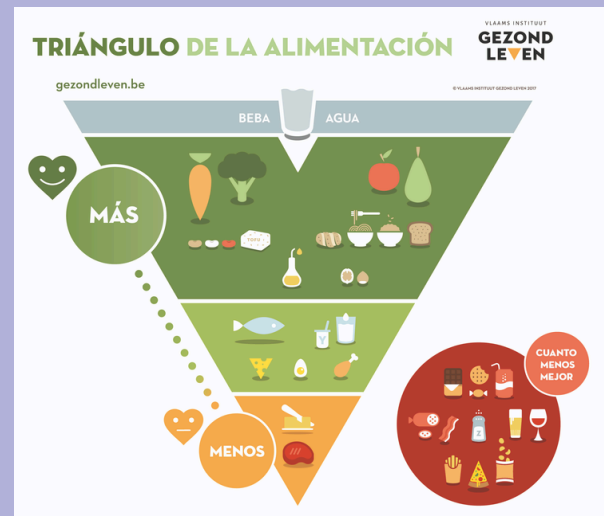 TRIÁNGULO DE LA ALIMENTACIÓN
VLAAMS INSTITUUT
GEZOND
LEVEN
gezondleven.be
© VLAAMS INSTITUUT GEZOND LEVEN 2017
BEBA AGUA
MÁS
TOFU
Y
CUANTO
MENOS
MEJOR
MENOS
Z